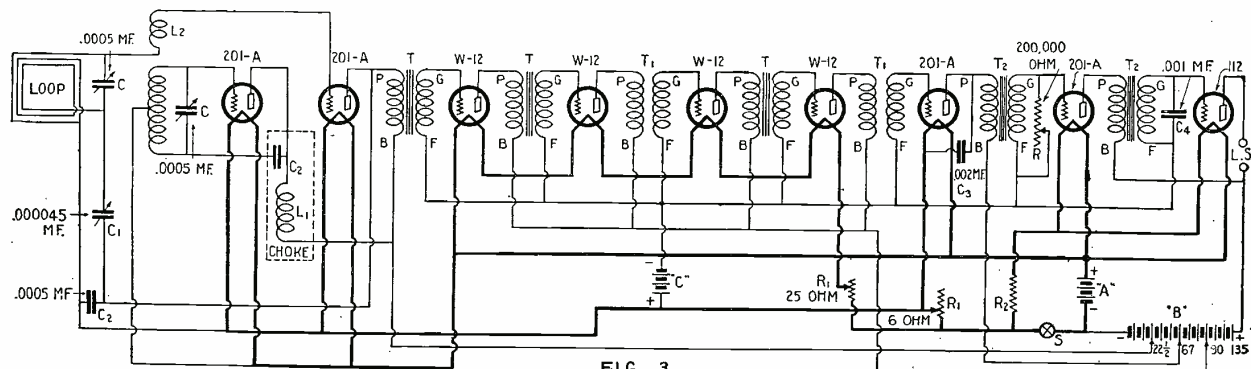 .0005 MF.
L2
201-A
201-A
T
W-12
T
W-12
T1
W-12
T
W-12
T1
201-A
T2
200,000
OHM
201-A
T2
.001 MF.
112
LOOP
C
C
P
G
P
G
P
G
P
G
P
G
P
G
R
P
G
C4
B
F
B
F
B
F
B
F
B
F
B
F
B
F
L.S.
.0005 MF.
C2
.002MF.
C3
.000045
MF.
C1
L1
CHOKE
.0005 MF
C2
-
"C"
+
R1
25 OHM
R1
6 OHM
R2
+
"A"
-
S
"B"
-
22½
67
90
+
135
FIG. 3